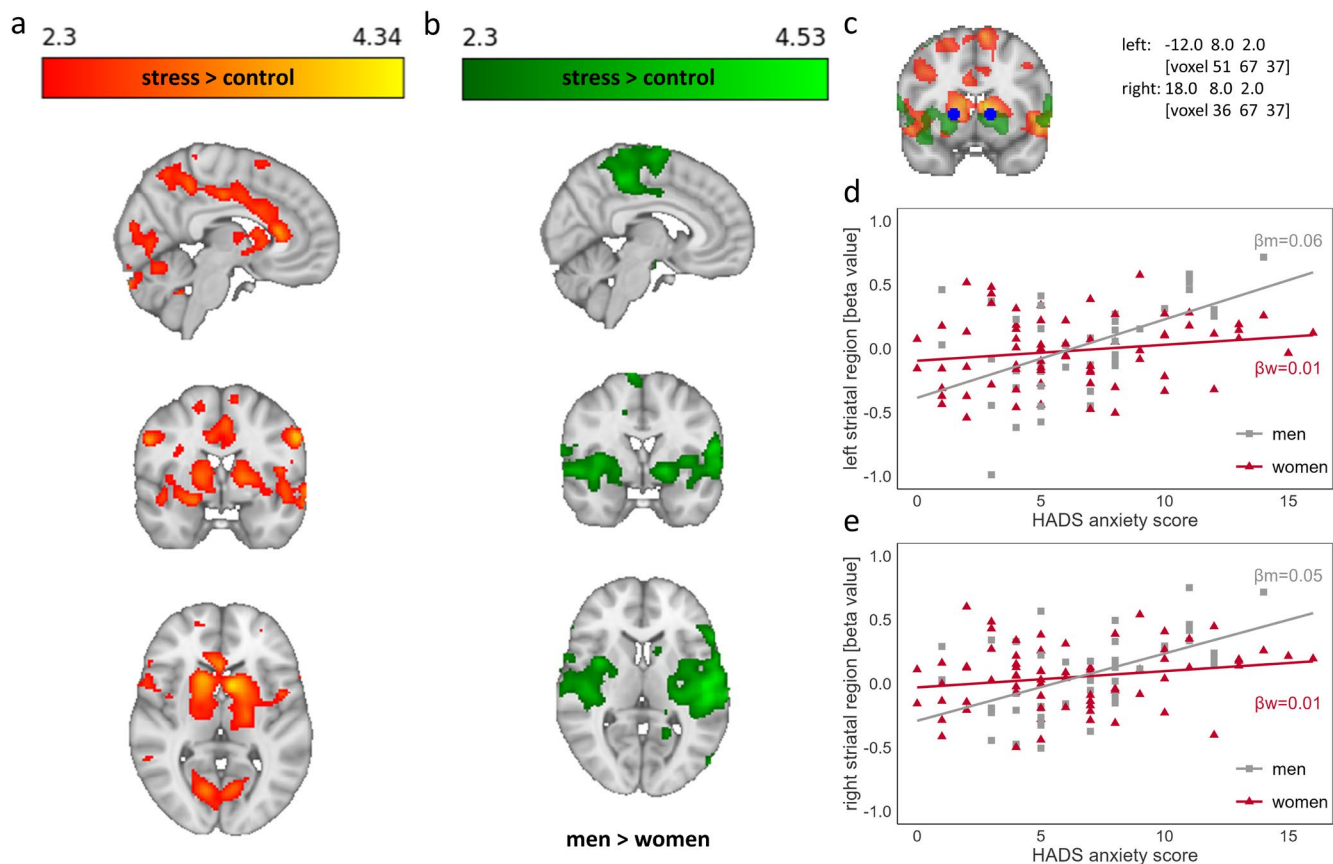 a
2.3 4.34
stress > control
b
2.3 4.53
stress > control
men > women
c
left: -12.0 8.0 2.0
[voxel 51 67 37]
right: 18.0 8.0 2.0
[voxel 36 67 37]
d
1.0
0.5
0.0
-0.5
-1.0
left striatal region [beta value]
βm=0.06
βw=0.01
men
women
0 5 10 15
HADS anxiety score
e
1.0
0.5
0.0
-0.5
-1.0
right striatal region [beta value]
βm=0.05
βw=0.01
men
women
0 5 10 15
HADS anxiety score